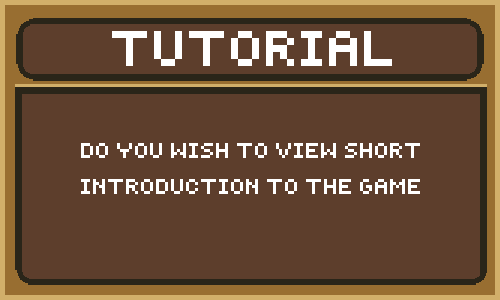 TUTORIAL
DO YOU WISH TO VIEW SHORT
INTRODUCTION TO THE GAME